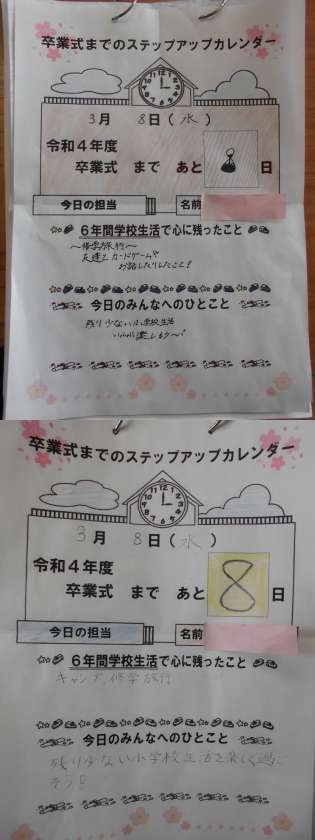 卒業式までのステップアップカレンダー
3月 8日(水)
令和4年度
卒業式 まで あと 日
今日の担当
名前
6年間学校生活で心に残ったこと
～修学旅行～
友達とカードゲームや
お話したりしたこと!
今日のみんなへのひとこと
残り少ない小学校生活
卒業式までのステップアップカレンダー
3月 8日(水)
令和4年度
卒業式 まで あと 8 日
今日の担当
名前
6年間学校生活で心に残ったこと
キャンプ、修学旅行
今日のみんなへのひとこと
残り少ない小学校生活を楽しく過ご
そう!!